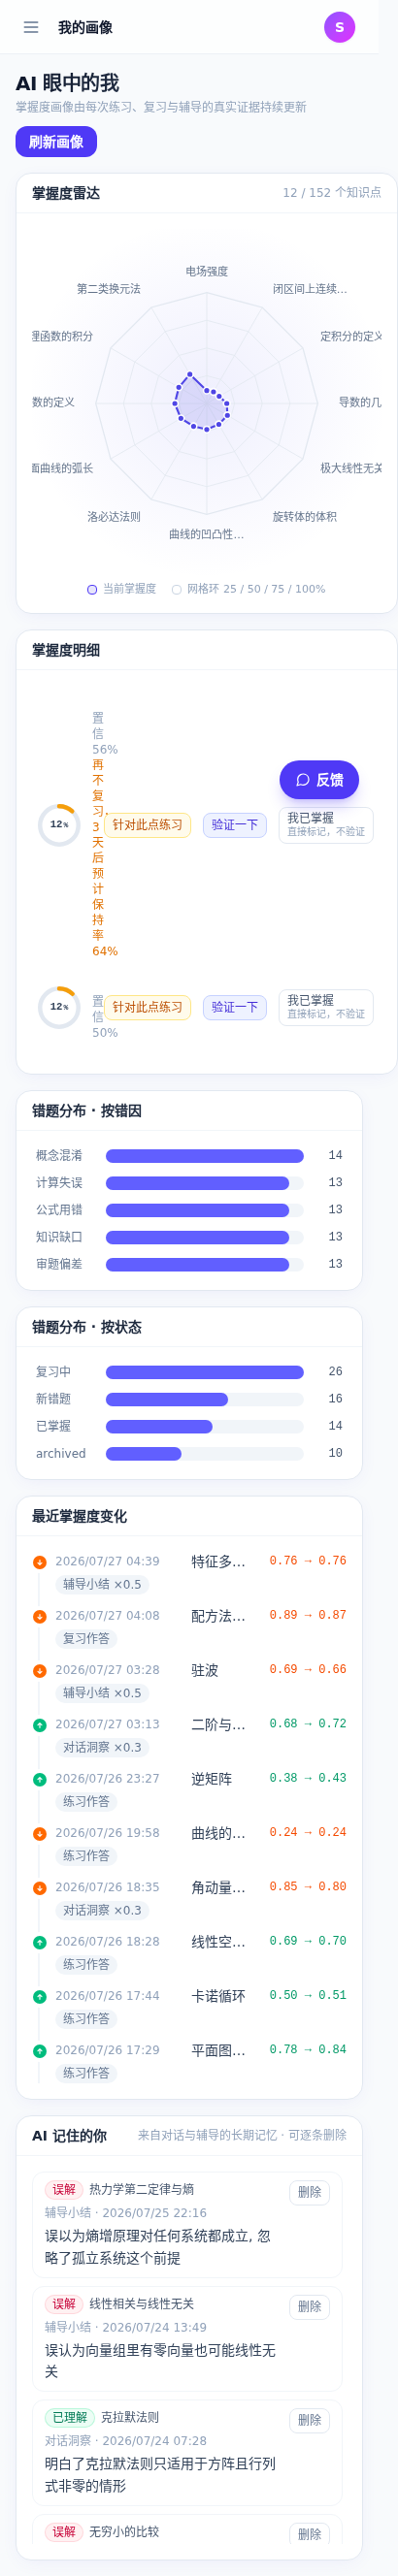 我的画像
S
AI 眼中的我
掌握度画像由每次练习、复习与辅导的真实证据持续更新
刷新画像
掌握度雷达
12 / 152 个知识点
电场强度
第二类换元法
闭区间上连续…
函数的积分
定积分的定义
数的定义
导数的几
面曲线的弧长
极大线性无关
洛必达法则
旋转体的体积
曲线的凹凸性…
当前掌握度
网格环 25 / 50 / 75 / 100%
掌握度明细
12%
置
信
56%
再
不
复
习,
3
天
后
预
计
保
持
率
64%
针对此点练习
验证一下
我已掌握
直接标记，不验证
反馈
12%
置
信
50%
针对此点练习
验证一下
我已掌握
直接标记，不验证
错题分布 · 按错因
概念混淆 14
计算失误 13
公式用错 13
知识缺口 13
审题偏差 13
错题分布 · 按状态
复习中 26
新错题 16
已掌握 14
archived 10
最近掌握度变化
2026/07/27 04:39 特征多… 0.76 → 0.76
辅导小结 ×0.5
2026/07/27 04:08 配方法… 0.89 → 0.87
复习作答
2026/07/27 03:28 驻波 0.69 → 0.66
辅导小结 ×0.5
2026/07/27 03:13 二阶与… 0.68 → 0.72
对话洞察 ×0.3
2026/07/26 23:27 逆矩阵 0.38 → 0.43
练习作答
2026/07/26 19:58 曲线的… 0.24 → 0.24
练习作答
2026/07/26 18:35 角动量… 0.85 → 0.80
对话洞察 ×0.3
2026/07/26 18:28 线性空… 0.69 → 0.70
练习作答
2026/07/26 17:44 卡诺循环 0.50 → 0.51
练习作答
2026/07/26 17:29 平面图… 0.78 → 0.84
练习作答
AI 记住的你
来自对话与辅导的长期记忆 · 可逐条删除
误解 热力学第二定律与熵 删除
辅导小结 · 2026/07/25 22:16
误以为熵增原理对任何系统都成立, 忽
略了孤立系统这个前提
误解 线性相关与线性无关 删除
辅导小结 · 2026/07/24 13:49
误认为向量组里有零向量也可能线性无
关
已理解 克拉默法则 删除
对话洞察 · 2026/07/24 07:28
明白了克拉默法则只适用于方阵且行列
式非零的情形
误解 无穷小的比较 删除